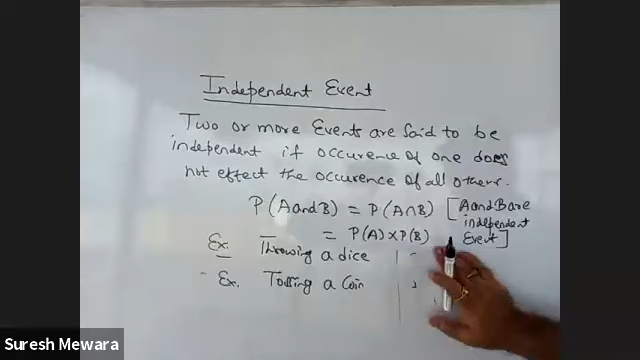 Independent Event
Two or more Events are said to be
independent if occurence of one does
not effect the occurence of all others.
P(A and B) = P(A∩B) [A and B are
independent
= P(A) × P(B) Event]
Ex. Throwing a dice
Ex. Tossing a Coin
Suresh Mewara